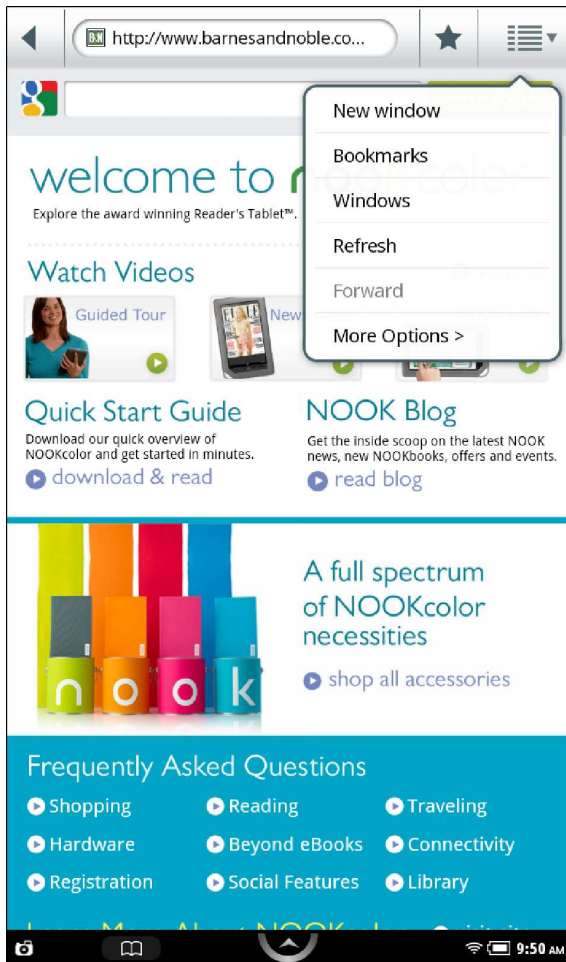 B&N http://www.barnesandnoble.co...
New window
Bookmarks
Windows
Refresh
Forward
More Options >
welcome to
Explore the award winning Reader's Tablet™.
Watch Videos
Guided Tour
New
Quick Start Guide
Download our quick overview of
NOOKcolor and get started in minutes.
download & read
NOOK Blog
Get the inside scoop on the latest NOOK
news, new NOOKbooks, offers and events.
read blog
A full spectrum
of NOOKcolor
necessities
shop all accessories
nook
Frequently Asked Questions
Shopping
Reading
Traveling
Hardware
Beyond eBooks
Connectivity
Registration
Social Features
Library
9:50 AM